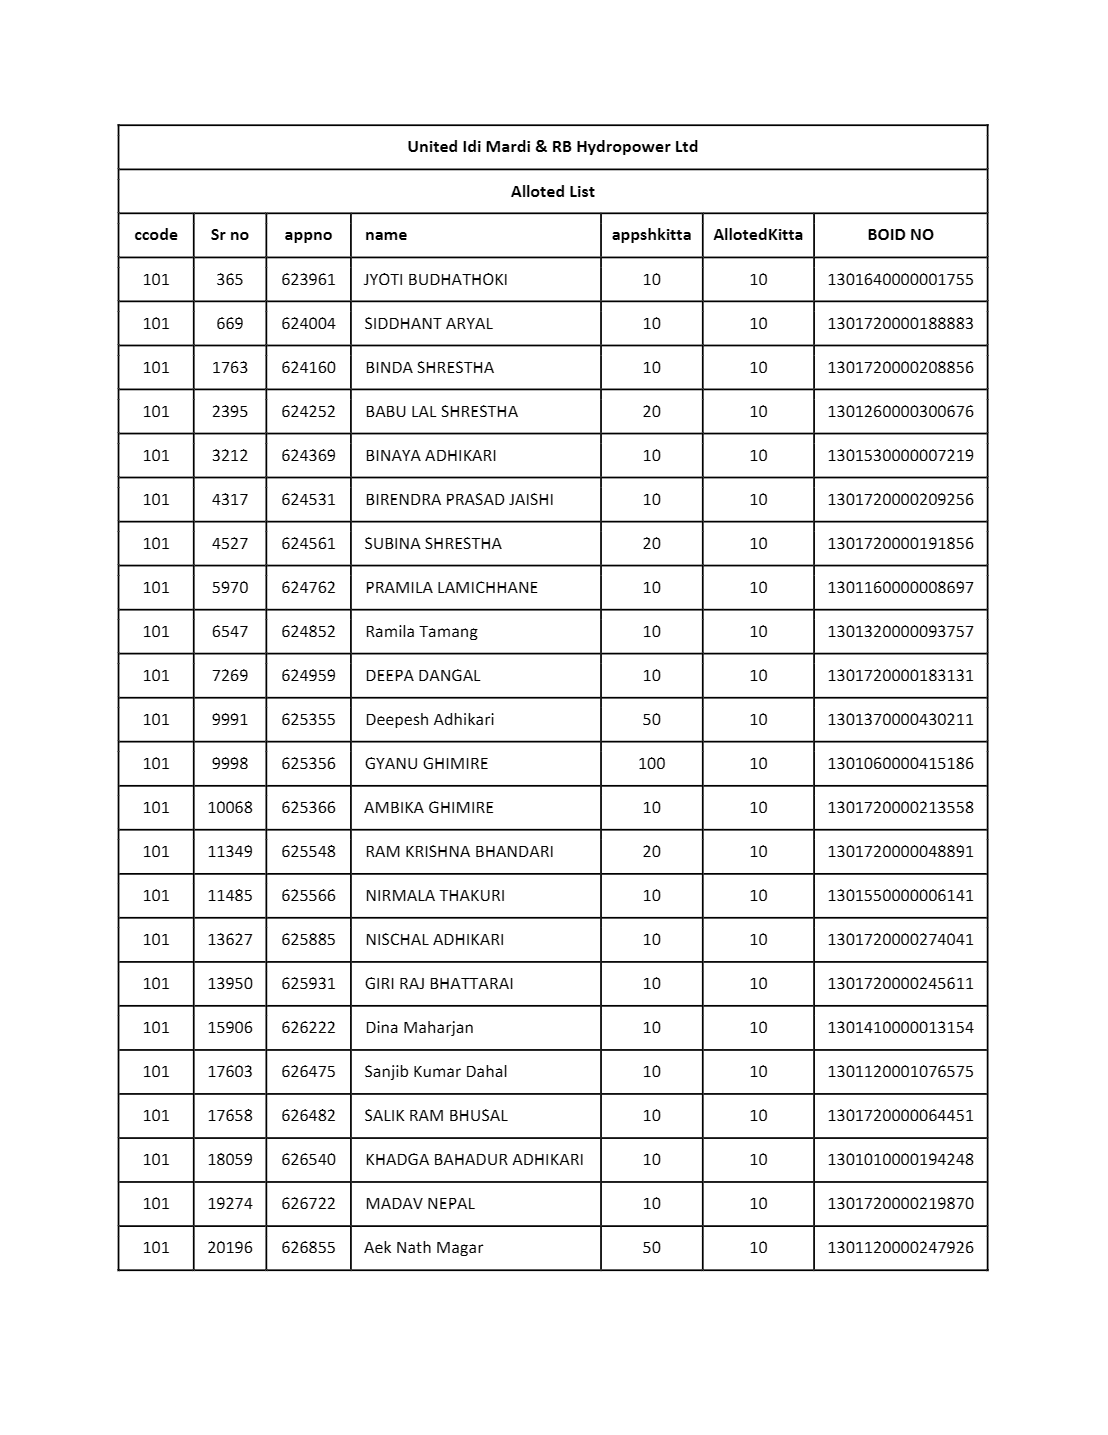 United Idi Mardi & RB Hydropower Ltd
Alloted List
ccode Sr no appno name appshkitta AllotedKitta BOID NO
101 365 623961 JYOTI BUDHATHOKI 10 10 1301640000001755
101 669 624004 SIDDHANT ARYAL 10 10 1301720000188883
101 1763 624160 BINDA SHRESTHA 10 10 1301720000208856
101 2395 624252 BABU LAL SHRESTHA 20 10 1301260000300676
101 3212 624369 BINAYA ADHIKARI 10 10 1301530000007219
101 4317 624531 BIRENDRA PRASAD JAISHI 10 10 1301720000209256
101 4527 624561 SUBINA SHRESTHA 20 10 1301720000191856
101 5970 624762 PRAMILA LAMICHHANE 10 10 1301160000008697
101 6547 624852 Ramila Tamang 10 10 1301320000093757
101 7269 624959 DEEPA DANGAL 10 10 1301720000183131
101 9991 625355 Deepesh Adhikari 50 10 1301370000430211
101 9998 625356 GYANU GHIMIRE 100 10 1301060000415186
101 10068 625366 AMBIKA GHIMIRE 10 10 1301720000213558
101 11349 625548 RAM KRISHNA BHANDARI 20 10 1301720000048891
101 11485 625566 NIRMALA THAKURI 10 10 1301550000006141
101 13627 625885 NISCHAL ADHIKARI 10 10 1301720000274041
101 13950 625931 GIRI RAJ BHATTARAI 10 10 1301720000245611
101 15906 626222 Dina Maharjan 10 10 1301410000013154
101 17603 626475 Sanjib Kumar Dahal 10 10 1301120001076575
101 17658 626482 SALIK RAM BHUSAL 10 10 1301720000064451
101 18059 626540 KHADGA BAHADUR ADHIKARI 10 10 1301010000194248
101 19274 626722 MADAV NEPAL 10 10 1301720000219870
101 20196 626855 Aek Nath Magar 50 10 1301120000247926